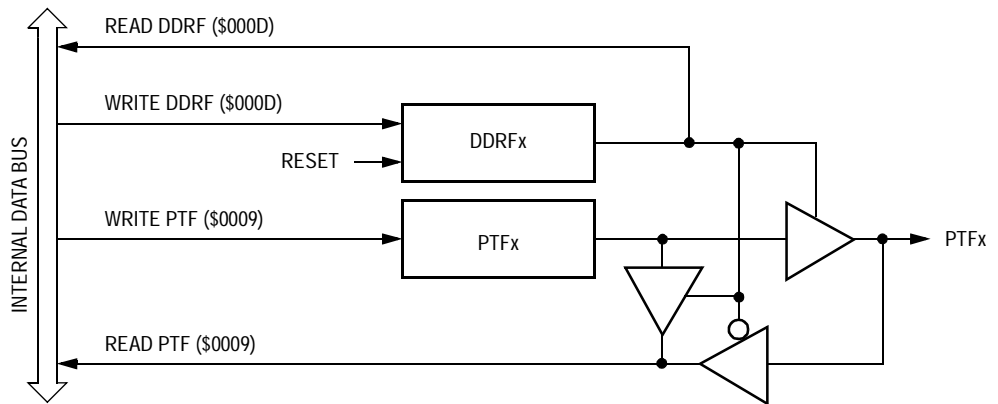 READ DDRF ($000D)
WRITE DDRF ($000D)
DDRFx
RESET
INTERNAL DATA BUS
WRITE PTF ($0009)
PTFx
PTFx
READ PTF ($0009)